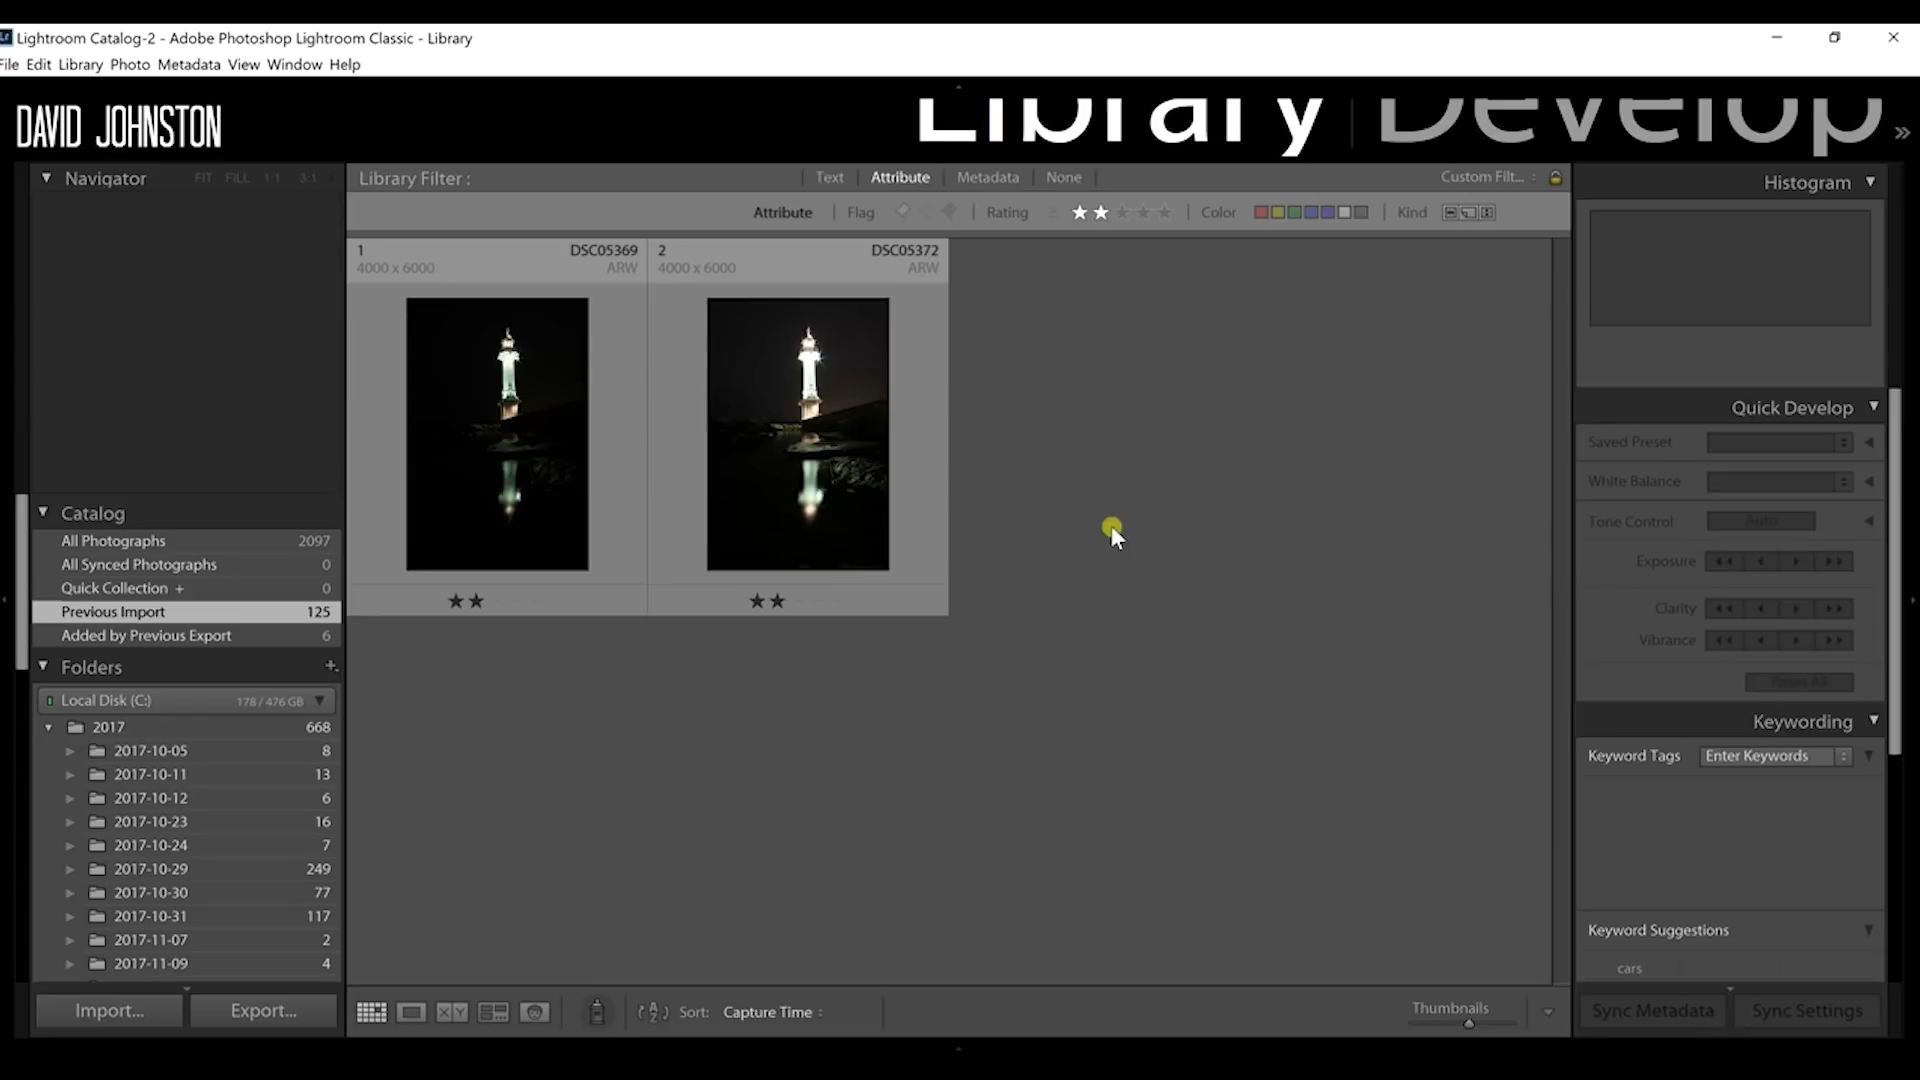 Lightroom Catalog-2 - Adobe Photoshop Lightroom Classic - Library
File Edit Library Photo Metadata View Window Help
DAVID JOHNSTON
Library | Develop
Navigator FIT FILL 1:1 3:1
Library Filter : Text Attribute Metadata None Custom Filt...
Histogram
Attribute Flag Rating Color Kind
1 DSC05369
4000 x 6000 ARW
2 DSC05372
4000 x 6000 ARW
Quick Develop
Saved Preset
White Balance
Tone Control Auto
Exposure
Clarity
Vibrance
Reset All
Catalog
All Photographs 2097
All Synced Photographs 0
Quick Collection + 0
Previous Import 125
Added by Previous Export 6
Folders
Local Disk (C:) 178 / 476 GB
2017 668
2017-10-05 8
2017-10-11 13
2017-10-12 6
2017-10-23 16
2017-10-24 7
2017-10-29 249
2017-10-30 77
2017-10-31 117
2017-11-07 2
2017-11-09 4
Keywording
Keyword Tags Enter Keywords
Keyword Suggestions
cars
Import... Export...
Sort: Capture Time
Thumbnails
Sync Metadata Sync Settings